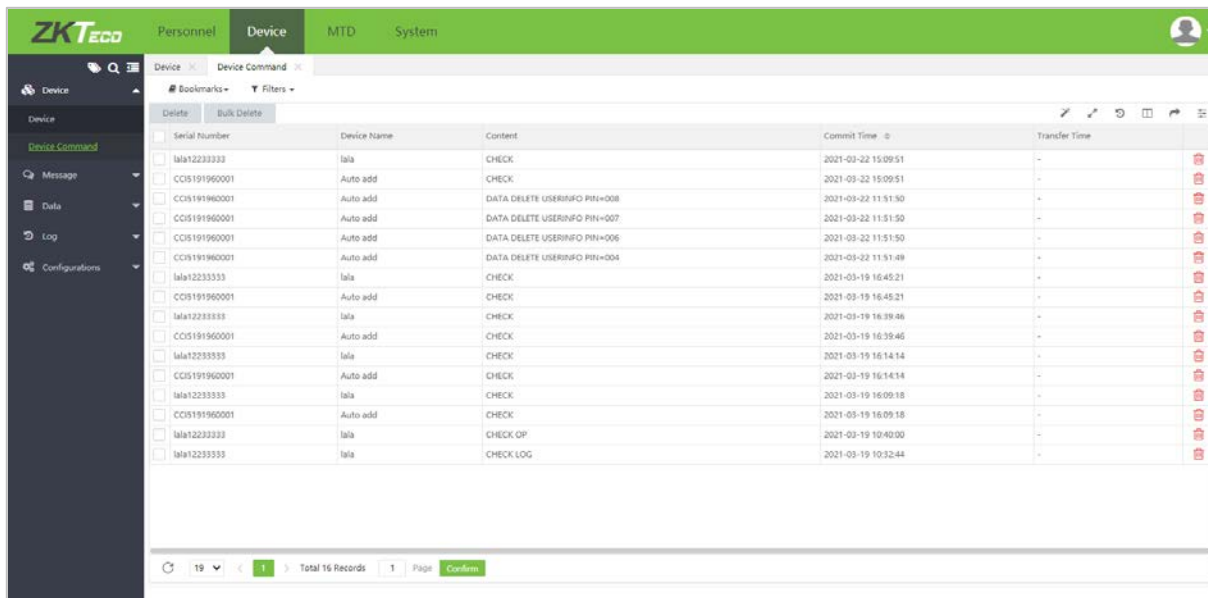 ZKTECO Personnel Device MTD System
Device Device Command
Device
Bookmarks Filters
Device
Delete Bulk Delete
Device Command
Serial Number Device Name Content Commit Time Transfer Time
lala12233333 lala CHECK 2021-03-22 15:09:51 -
Message
CCIS191960001 Auto add CHECK 2021-03-22 15:09:51 -
CCIS191960001 Auto add DATA DELETE USERINFO PIN=008 2021-03-22 11:51:50 -
Data
CCIS191960001 Auto add DATA DELETE USERINFO PIN=007 2021-03-22 11:51:50 -
Log
CCIS191960001 Auto add DATA DELETE USERINFO PIN=006 2021-03-22 11:51:50 -
CCIS191960001 Auto add DATA DELETE USERINFO PIN=004 2021-03-22 11:51:49 -
Configurations
lala12233333 lala CHECK 2021-03-19 16:45:21 -
CCIS191960001 Auto add CHECK 2021-03-19 16:45:21 -
lala12233333 lala CHECK 2021-03-19 16:39:46 -
CCIS191960001 Auto add CHECK 2021-03-19 16:39:46 -
lala12233333 lala CHECK 2021-03-19 16:14:14 -
CCIS191960001 Auto add CHECK 2021-03-19 16:14:14 -
lala12233333 lala CHECK 2021-03-19 16:09:18 -
CCIS191960001 Auto add CHECK 2021-03-19 16:09:18 -
lala12233333 lala CHECK OP 2021-03-19 10:40:00 -
lala12233333 lala CHECK LOG 2021-03-19 10:32:44 -
19 < 1 > Total 16 Records 1 Page Confirm